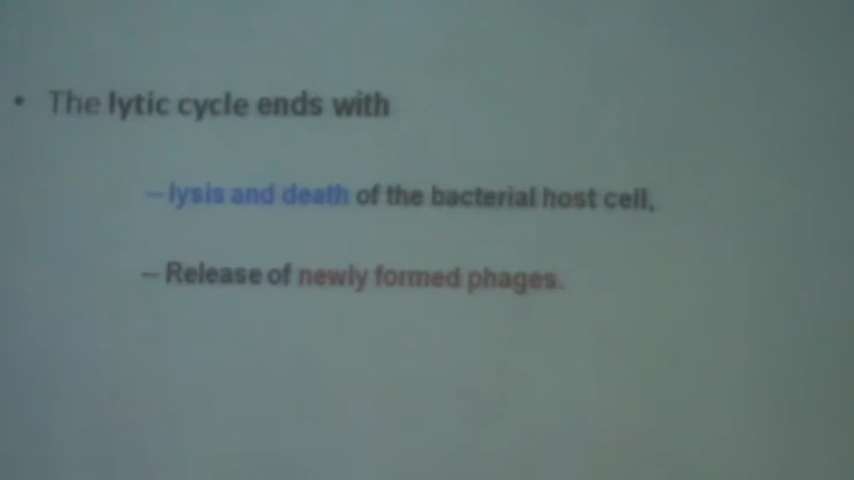 • The lytic cycle ends with
– lysis and death of the bacterial host cell,
– Release of newly formed phages.